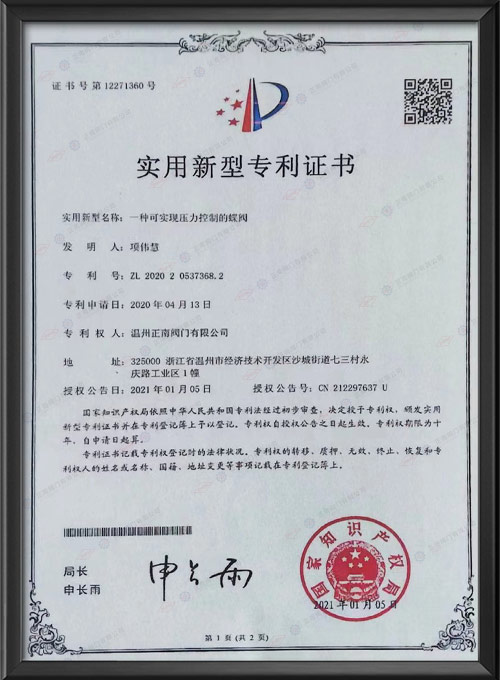 证书号第12271360号
实用新型专利证书
实用新型名称：一种可实现压力控制的蝶阀
发明人：项伟慧
专利号：ZL 2020 2 0537368.2
专利申请日：2020年04月13日
专利权人：温州正南阀门有限公司
地址：325000 浙江省温州市经济技术开发区沙城街道七三村永
庆路工业区1幢
授权公告日：2021年01月05日 授权公告号：CN 212297637 U
国家知识产权局依照中华人民共和国专利法经过初步审查，决定授予专利权，颁发实用
新型专利证书并在专利登记簿上予以登记。专利权自授权公告之日起生效。专利权期限为十
年，自申请日起算。
专利证书记载专利权登记时的法律状况。专利权的转移、质押、无效、终止、恢复和专
利权人的姓名或名称、国籍、地址变更等事项记载在专利登记簿上。
局长
申长雨
申长雨
国家知识产权局
2021年01月05日
第1页(共2页)